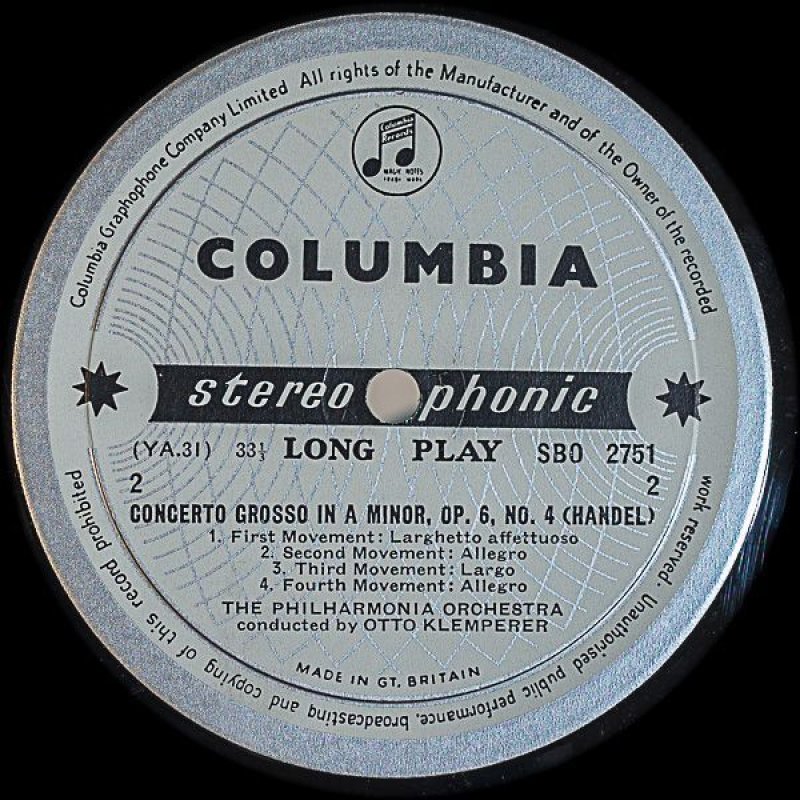 Columbia Graphophone Company Limited All rights of the Manufacturer and of the Owner of the recorded
work reserved. Unauthorised public performance, broadcasting and copying of this record prohibited
Columbia
Records
MAGIC NOTES
TRADE MARK
COLUMBIA
stereo phonic
(YA.31) 33⅓ LONG PLAY SBO 2751
2 2
CONCERTO GROSSO IN A MINOR, OP. 6, NO. 4 (HANDEL)
1. First Movement: Larghetto affettuoso
2. Second Movement: Allegro
3. Third Movement: Largo
4. Fourth Movement: Allegro
THE PHILHARMONIA ORCHESTRA
conducted by OTTO KLEMPERER
MADE IN GT. BRITAIN